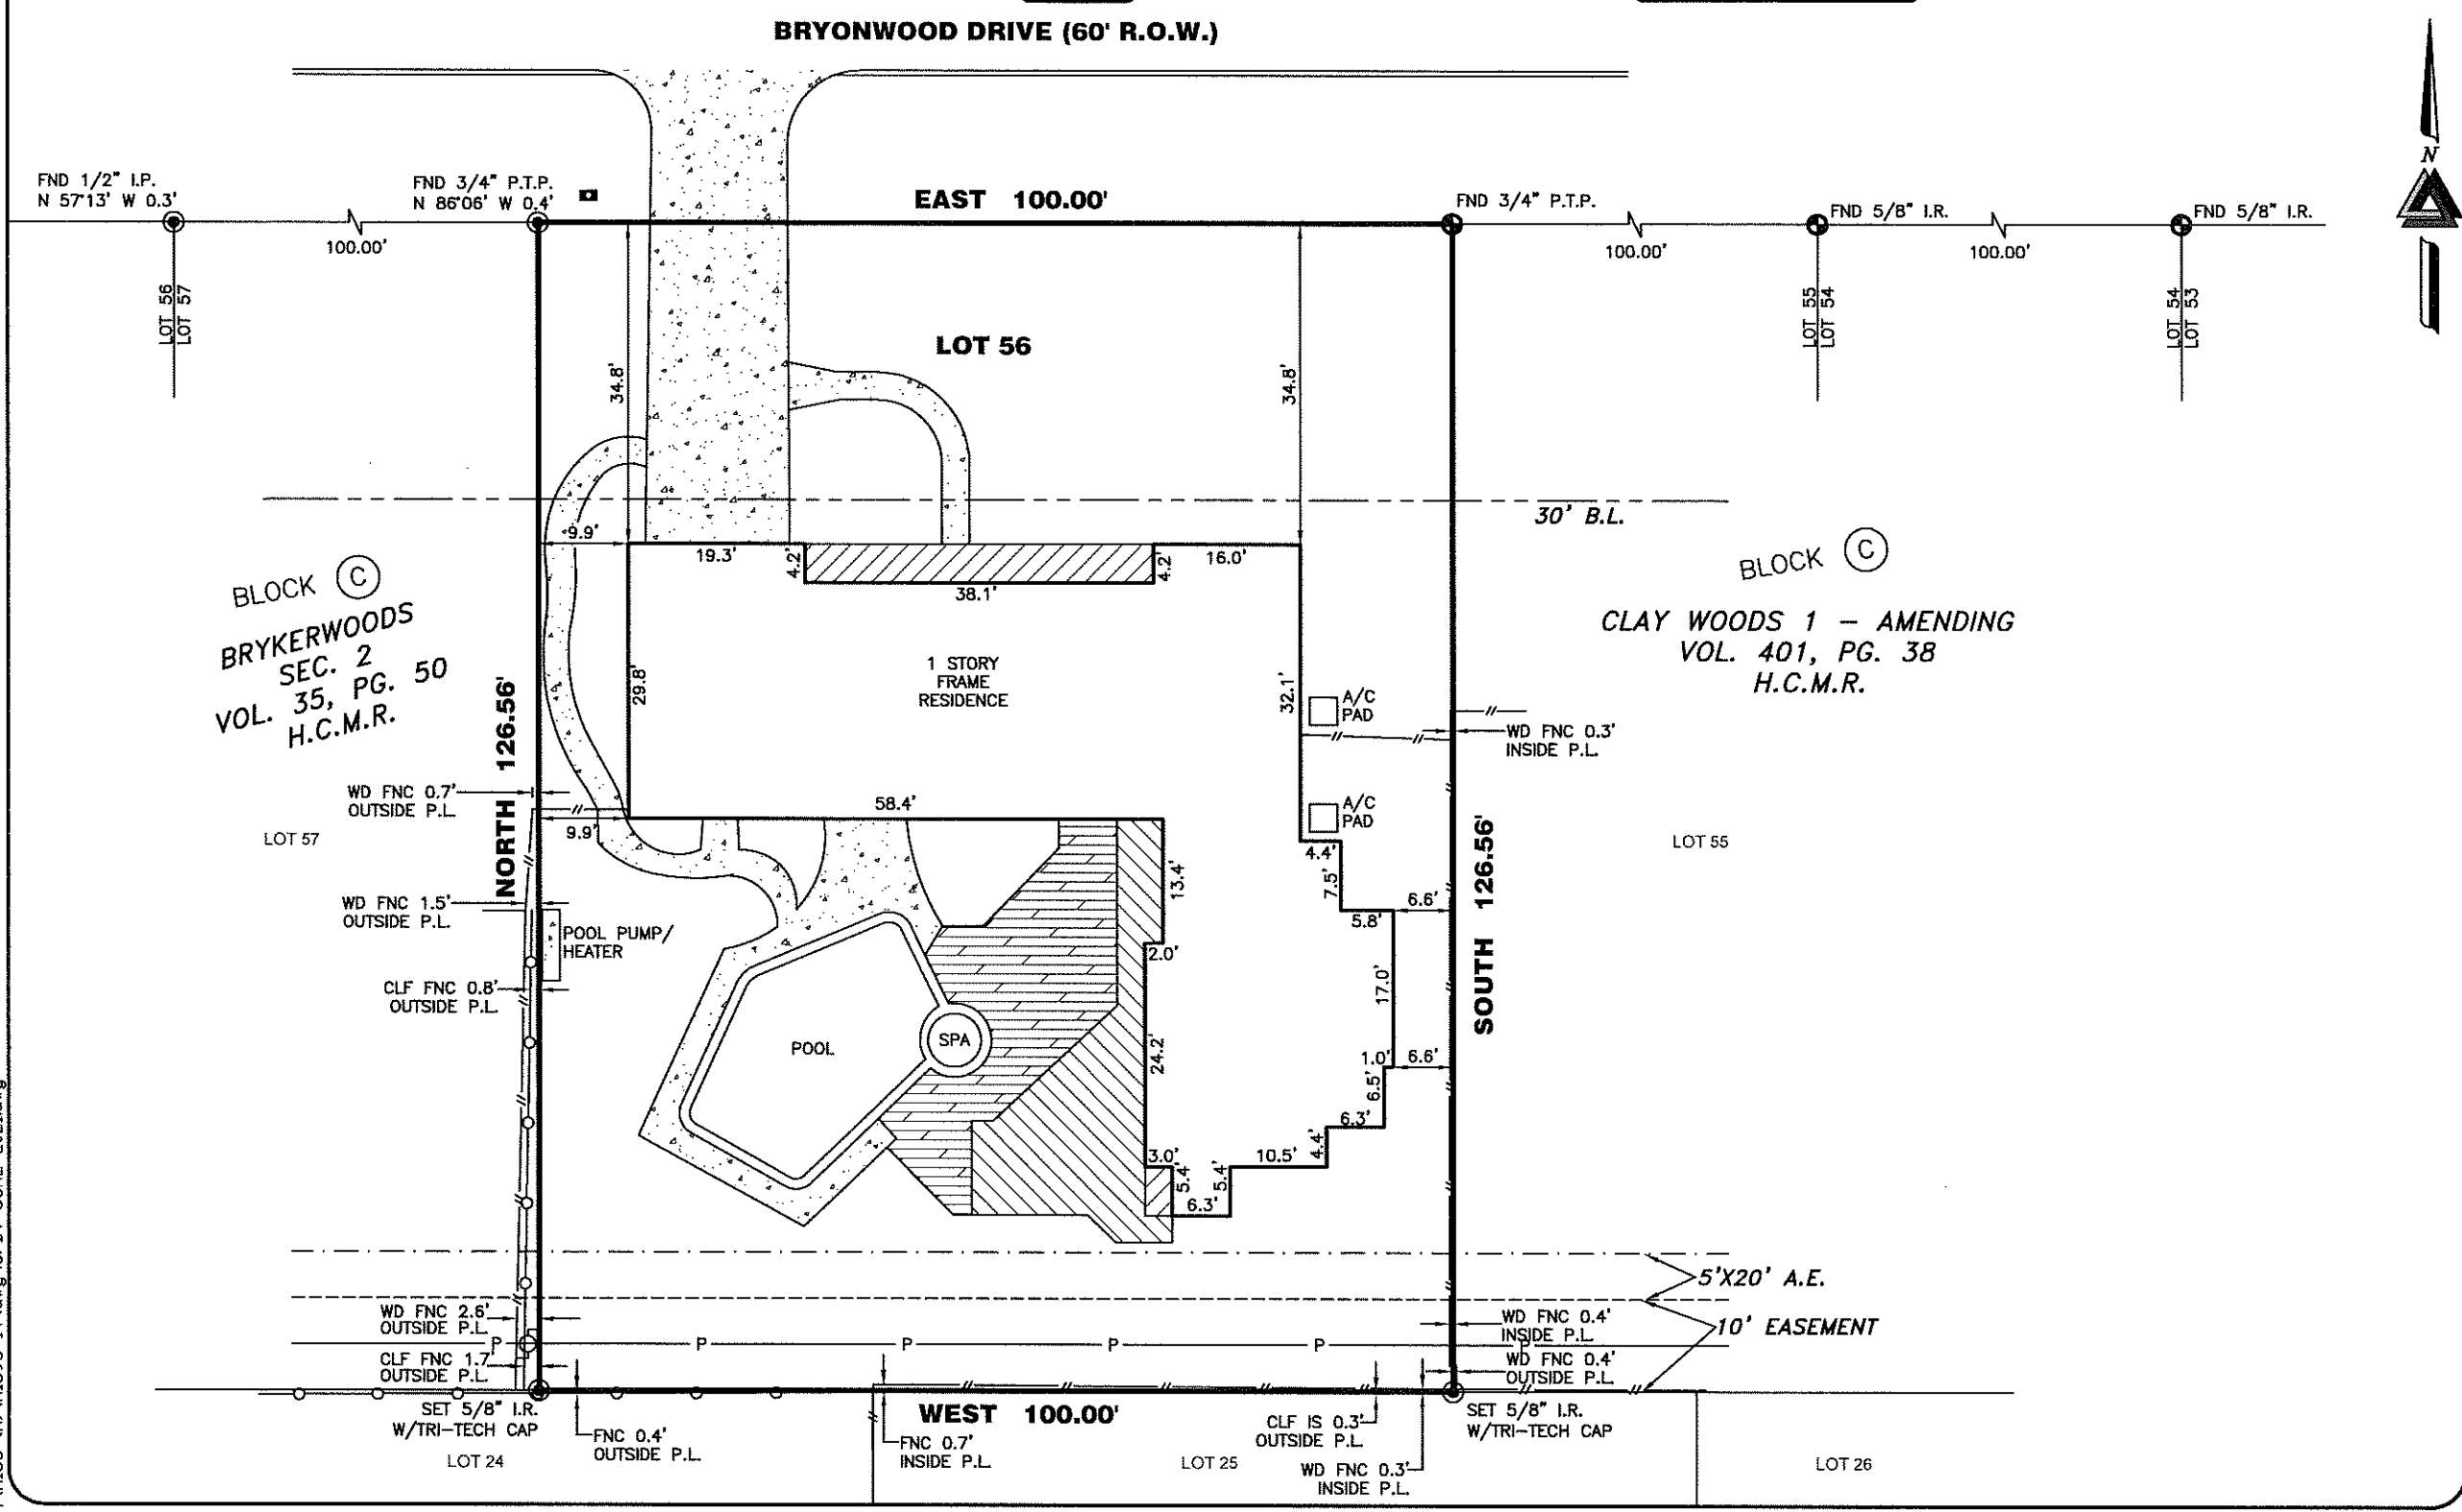 BRYONWOOD DRIVE (60' R.O.W.)
FND 1/2" I.P.
N 57°13' W 0.3'
FND 3/4" P.T.P.
N 86°06' W 0.4'
EAST 100.00'
FND 3/4" P.T.P.
FND 5/8" I.R.
FND 5/8" I.R.
N
100.00'
100.00'
100.00'
LOT 56
LOT 57
LOT 55
LOT 54
LOT 54
LOT 53
LOT 56
34.8'
34.8'
30' B.L.
9.9'
19.3'
4.2'
38.1'
4.2'
16.0'
BLOCK C
BRYKERWOODS
SEC. 2
VOL. 35, PG. 50
H.C.M.R.
BLOCK C
CLAY WOODS 1 – AMENDING
VOL. 401, PG. 38
H.C.M.R.
1 STORY
FRAME
RESIDENCE
29.8'
32.1'
A/C
PAD
WD FNC 0.3'
INSIDE P.L.
NORTH 126.56'
WD FNC 0.7'
OUTSIDE P.L.
58.4'
A/C
PAD
9.9'
LOT 57
LOT 55
4.4'
7.5'
13.4'
SOUTH 126.56'
WD FNC 1.5'
OUTSIDE P.L.
6.6'
5.8'
POOL PUMP/
HEATER
2.0'
17.0'
CLF FNC 0.8'
OUTSIDE P.L.
POOL
SPA
24.2'
1.0'
6.6'
6.5'
6.3'
4.4'
3.0'
5.4'
5.4'
10.5'
6.3'
5'X20' A.E.
WD FNC 2.6'
OUTSIDE P.L.
WD FNC 0.4'
INSIDE P.L.
10' EASEMENT
P P P P P P
CLF FNC 1.7'
OUTSIDE P.L.
WD FNC 0.4'
OUTSIDE P.L.
SET 5/8" I.R.
W/TRI-TECH CAP
WEST 100.00'
SET 5/8" I.R.
W/TRI-TECH CAP
FNC 0.4'
OUTSIDE P.L.
FNC 0.7'
INSIDE P.L.
CLF IS 0.3'
OUTSIDE P.L.
WD FNC 0.3'
INSIDE P.L.
LOT 24
LOT 25
LOT 26